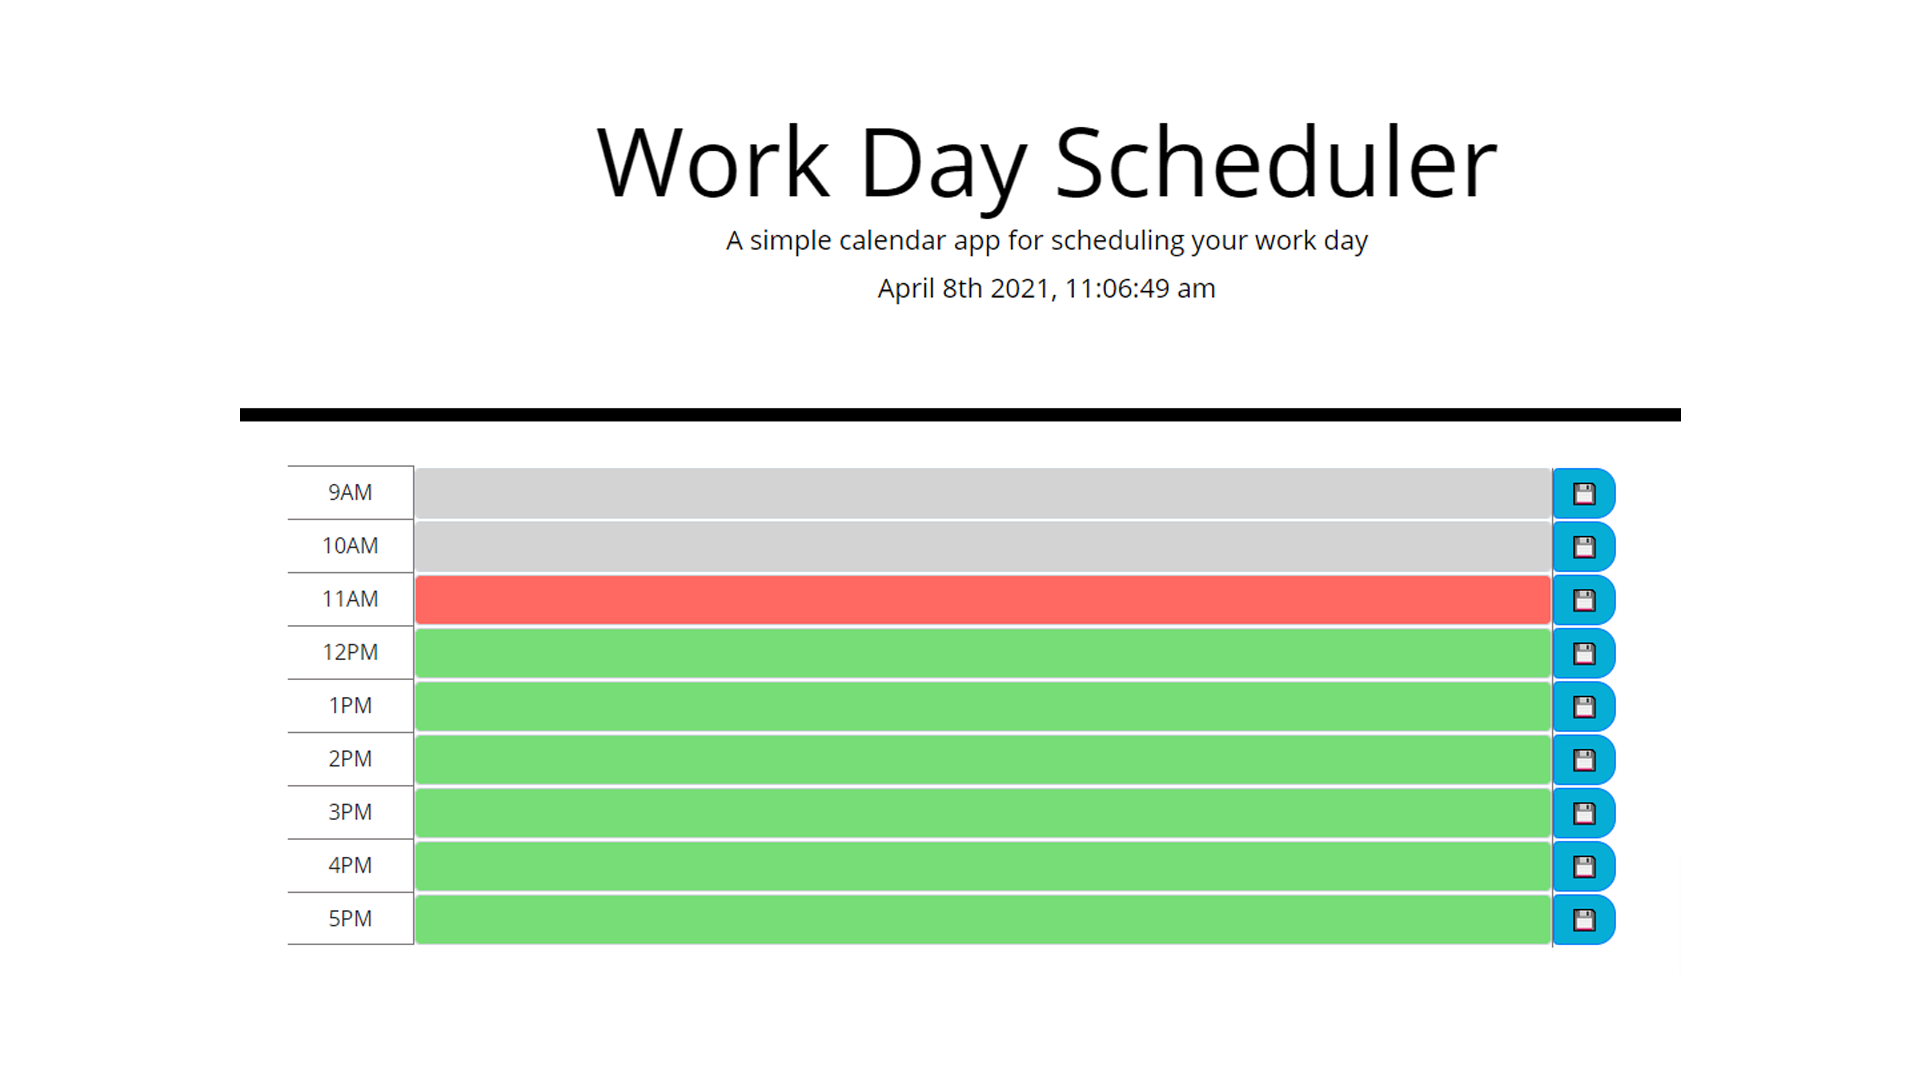 Work Day Scheduler
A simple calendar app for scheduling your work day
April 8th 2021, 11:06:49 am
9AM
10AM
11AM
12PM
1PM
2PM
3PM
4PM
5PM